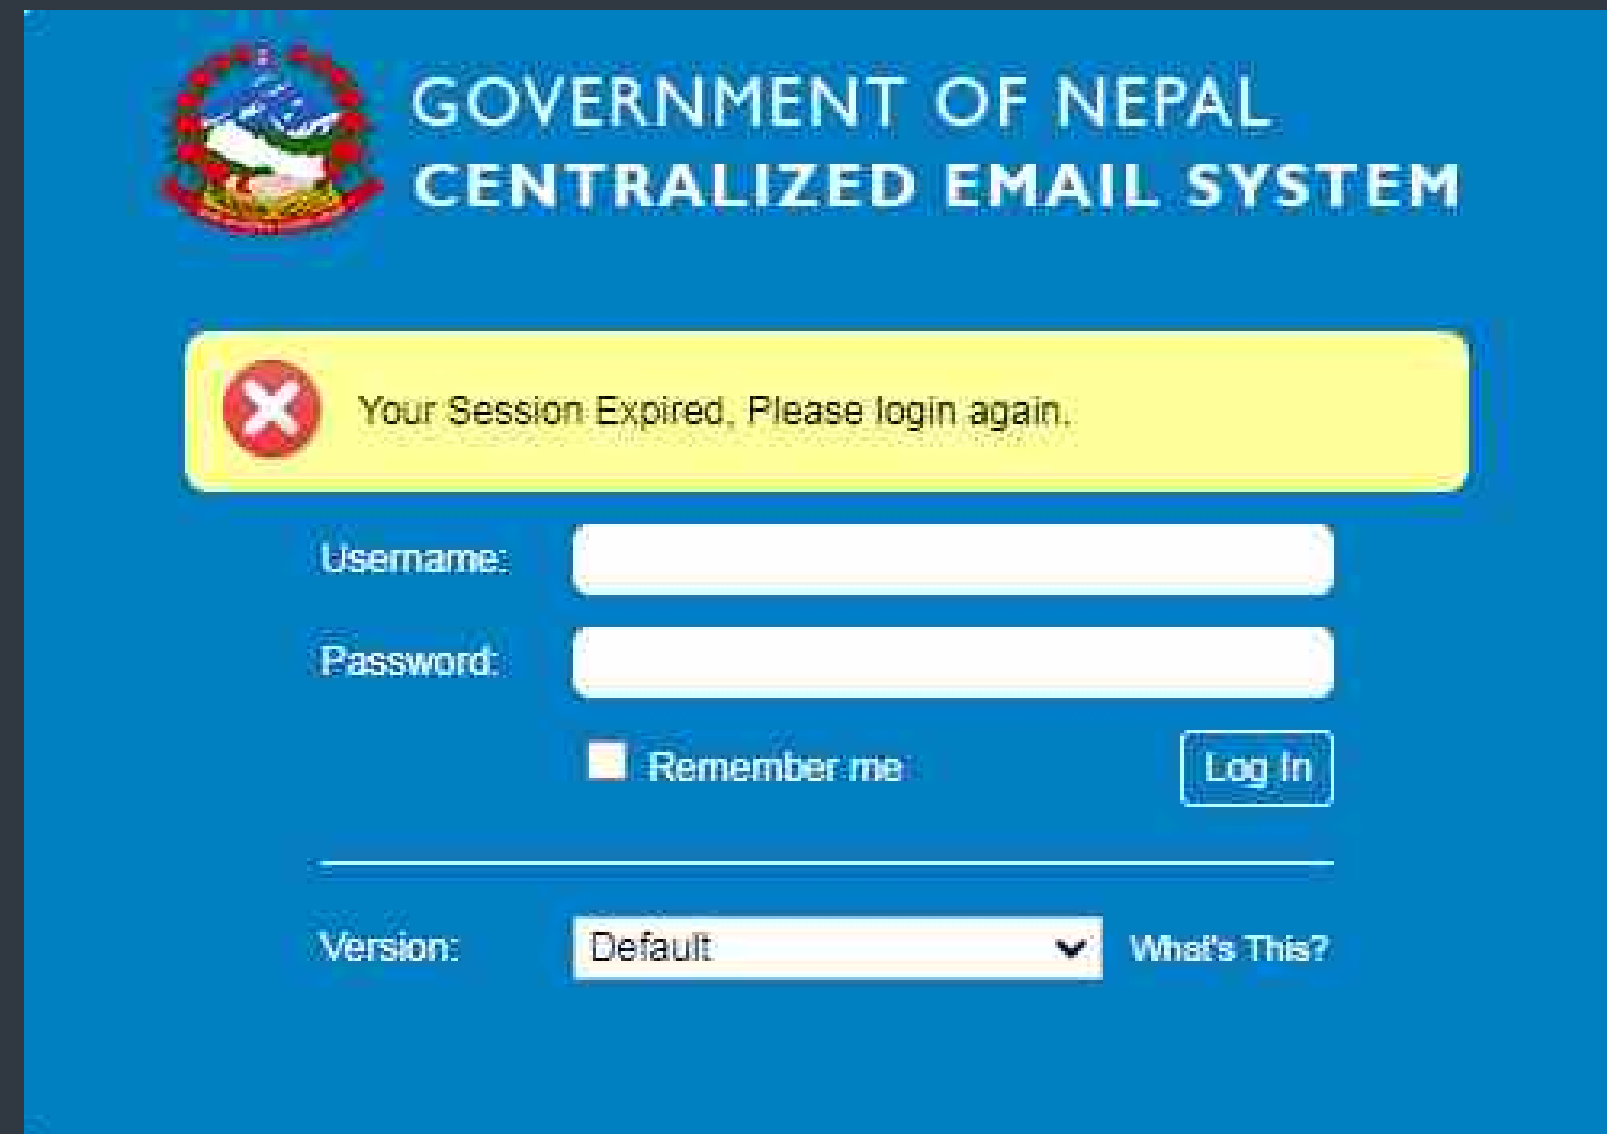 GOVERNMENT OF NEPAL
CENTRALIZED EMAIL SYSTEM
Your Session Expired. Please login again.
Username:
Password:
Remember me
Log In
Version:
Default
What's This?